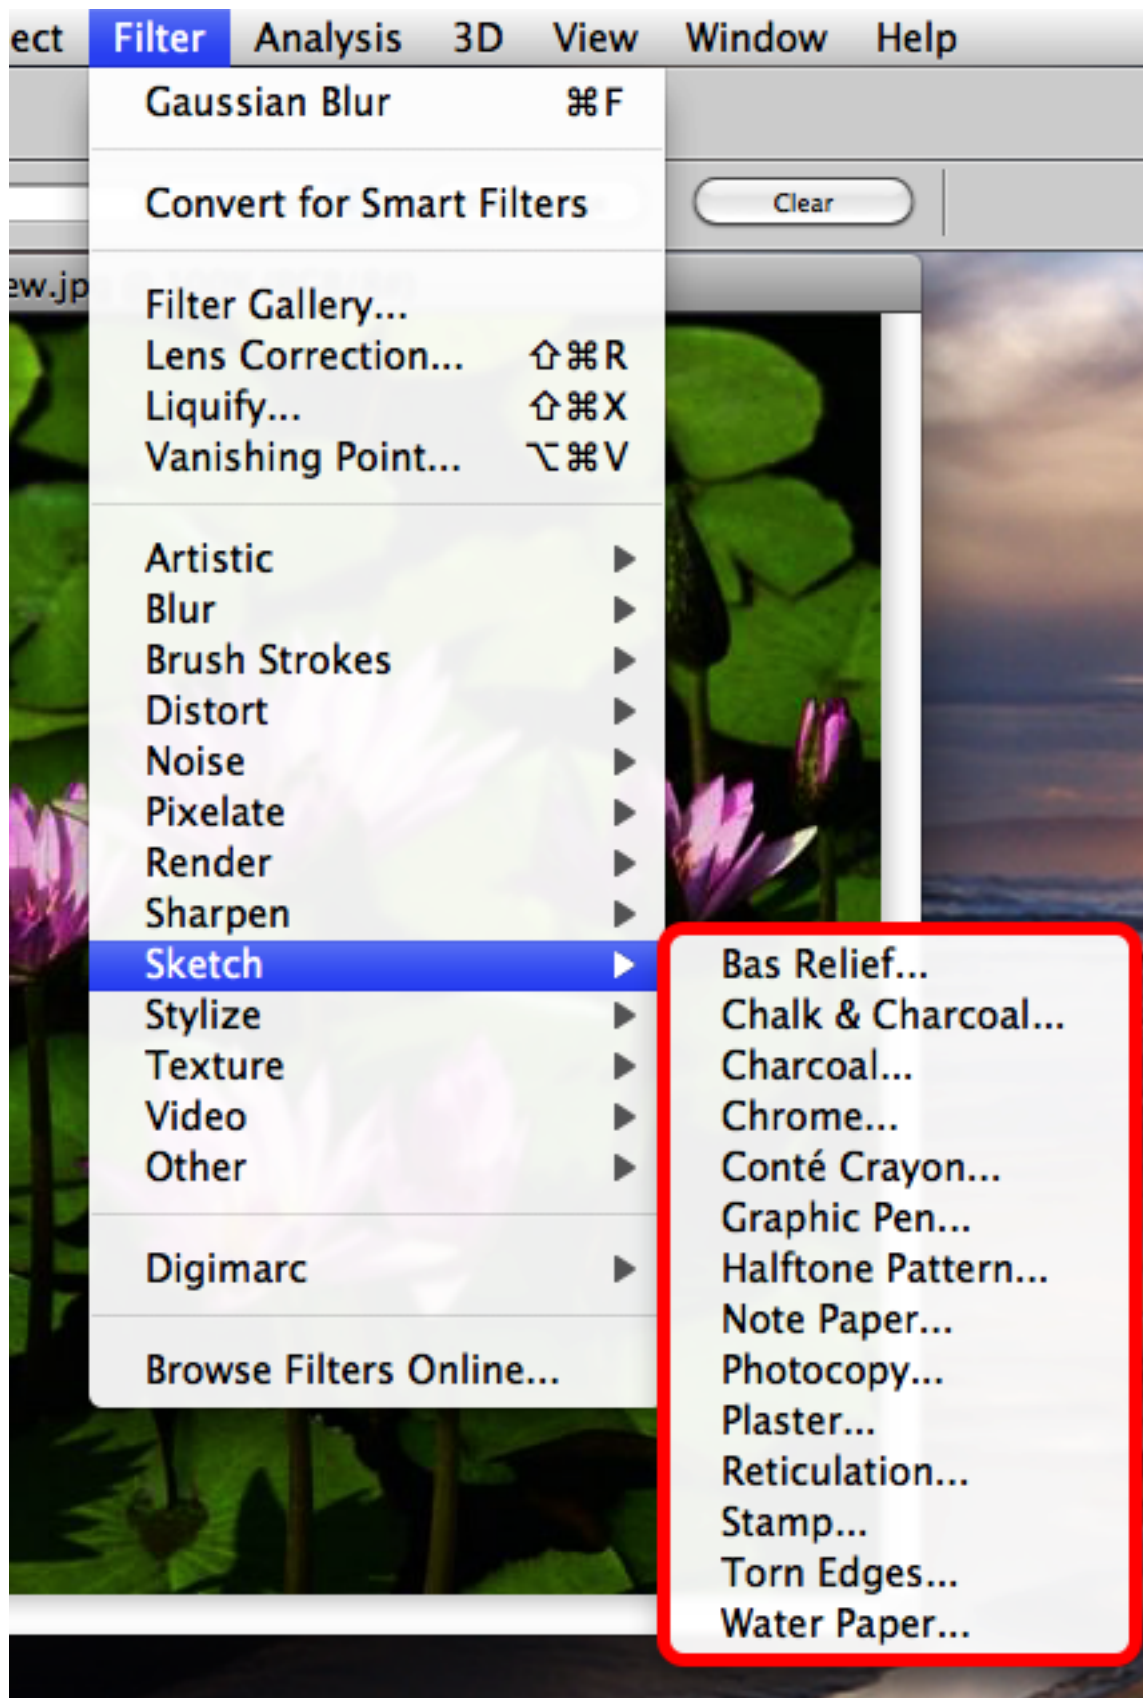 ect Filter Analysis 3D View Window Help
Gaussian Blur ⌘F
Convert for Smart Filters
Clear
ew.jp
Filter Gallery...
Lens Correction... ⇧⌘R
Liquify... ⇧⌘X
Vanishing Point... ⌥⌘V
Artistic
Blur
Brush Strokes
Distort
Noise
Pixelate
Render
Sharpen
Sketch
Stylize
Texture
Video
Other
Digimarc
Browse Filters Online...
Bas Relief...
Chalk & Charcoal...
Charcoal...
Chrome...
Conté Crayon...
Graphic Pen...
Halftone Pattern...
Note Paper...
Photocopy...
Plaster...
Reticulation...
Stamp...
Torn Edges...
Water Paper...